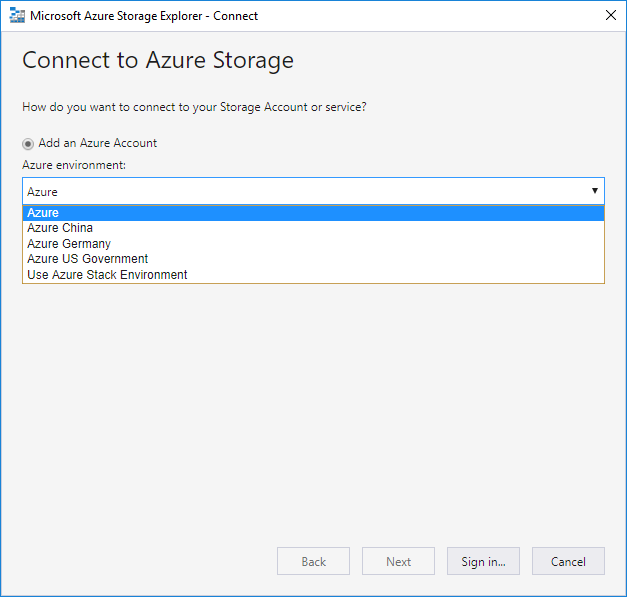 Microsoft Azure Storage Explorer - Connect
Connect to Azure Storage
How do you want to connect to your Storage Account or service?
Add an Azure Account
Azure environment:
Azure
Azure
Azure China
Azure Germany
Azure US Government
Use Azure Stack Environment
Back Next Sign in... Cancel